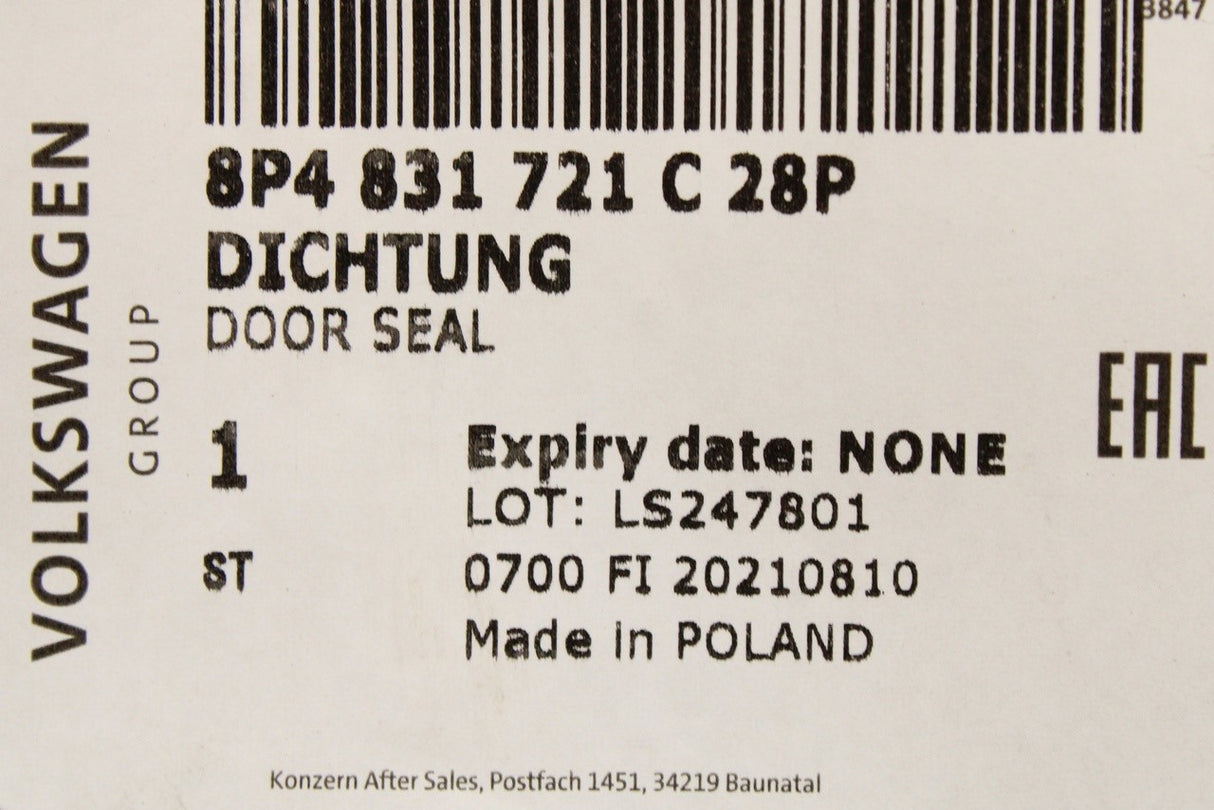 3847
8P4 831 721 C 28P
DICHTUNG
DOOR SEAL
VOLKSWAGEN
GROUP
EAC
1
Expiry date: NONE
LOT: LS247801
ST
0700 FI 20210810
Made in POLAND
Konzern After Sales, Postfach 1451, 34219 Baunatal